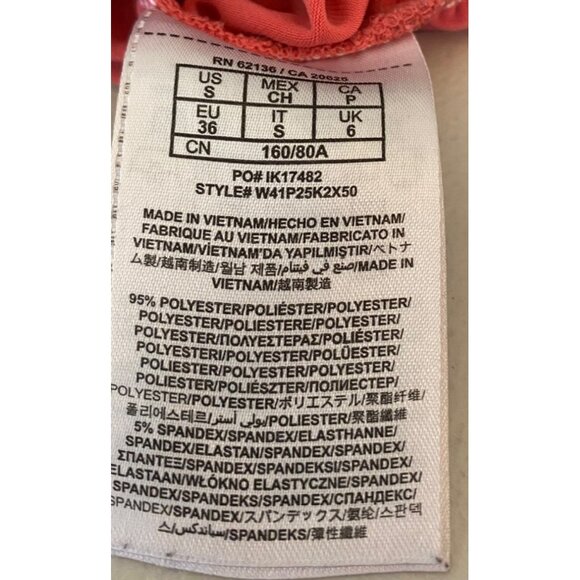 RN 62136 / CA 20625
US S MEX CH CA P
EU 36 IT S UK 6
CN 160/80A
PO# IK17482
STYLE# W41P25K2X50
MADE IN VIETNAM/HECHO EN VIETNAM/
FABRIQUE AU VIETNAM/FABBRICATO IN
VIETNAM/VİETNAM'DA YAPILMIŞTIR/ベトナ
ム製/越南制造/월남 제품/صنع في فيتنام/MADE IN
VIETNAM/越南製造
95% POLYESTER/POLIÉSTER/POLYESTER/
POLYESTER/POLIESTERE/POLYESTER/
POLYESTER/ΠΟΛΥΕΣΤΕΡΑΣ/POLIESTER/
POLYESTERI/POLYESTER/POLÜESTER/
POLIESTER/POLYESTER/POLYESTER/
POLIESTER/POLIÉSZTER/ПОЛИЕСТЕР/
POLYESTER/POLYESTER/ポリエステル/聚酯纤维/
폴리에스테르/بولي أستر/POLIESTER/聚酯纖維
5% SPANDEX/SPANDEX/ELASTHANNE/
SPANDEX/ELASTAN/SPANDEX/SPANDEX/
ΣΠΑΝΤΕΞ/SPANDEX/SPANDEKSI/SPANDEX/
ELASTAAN/WŁÓKNO ELASTYCZNE/SPANDEX/
SPANDEKS/SPANDEX/SPANDEX/СПАНДЕКС/
SPANDEX/SPANDEX/スパンデックス/氨纶/스판덱
스/سباندكس/SPANDEKS/彈性纖維